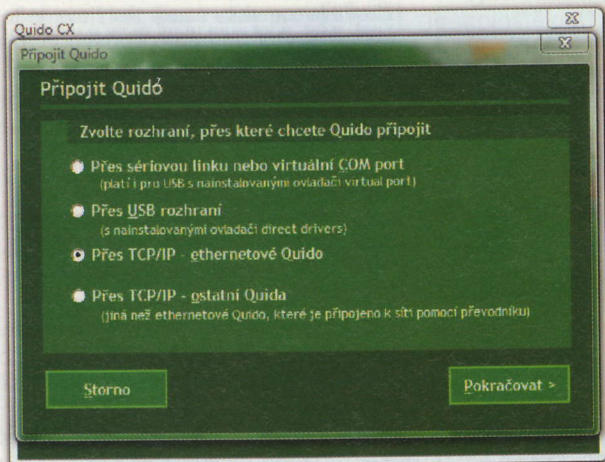 Quido CX
Připojit Quido
Připojit Quido
Zvolte rozhraní, přes které chcete Quido připojit
Přes sériovou linku nebo virtuální COM port
(platí i pro USB s nainstalovanými ovladači virtual port)
Přes USB rozhraní
(s nainstalovanými ovladači direct drivers)
Přes TCP/IP - ethernetové Quido
Přes TCP/IP - ostatní Quida
(jiná než ethernetové Quido, které je připojeno k síti pomocí převodníku)
Storno
Pokračovat >